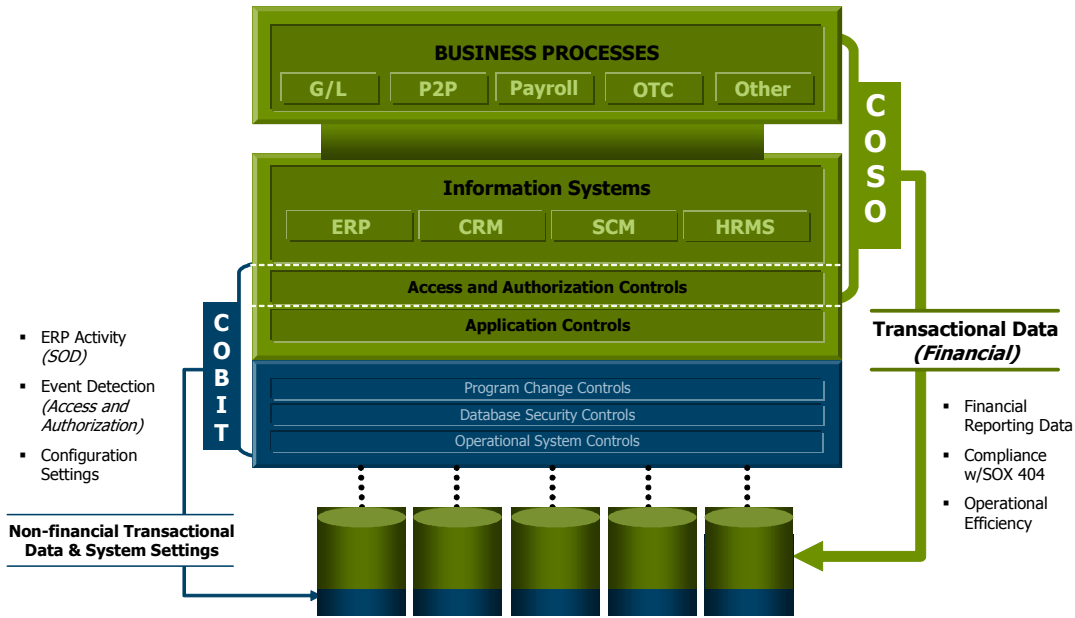 BUSINESS PROCESSES
G/L
P2P
Payroll
OTC
Other
COSO
Information Systems
ERP
CRM
SCM
HRMS
Access and Authorization Controls
Application Controls
COBIT
Program Change Controls
Database Security Controls
Operational System Controls
▪ ERP Activity
(SOD)
▪ Event Detection
(Access and
Authorization)
▪ Configuration
Settings
Non-financial Transactional
Data & System Settings
Transactional Data
(Financial)
▪ Financial
Reporting Data
▪ Compliance
w/SOX 404
▪ Operational
Efficiency